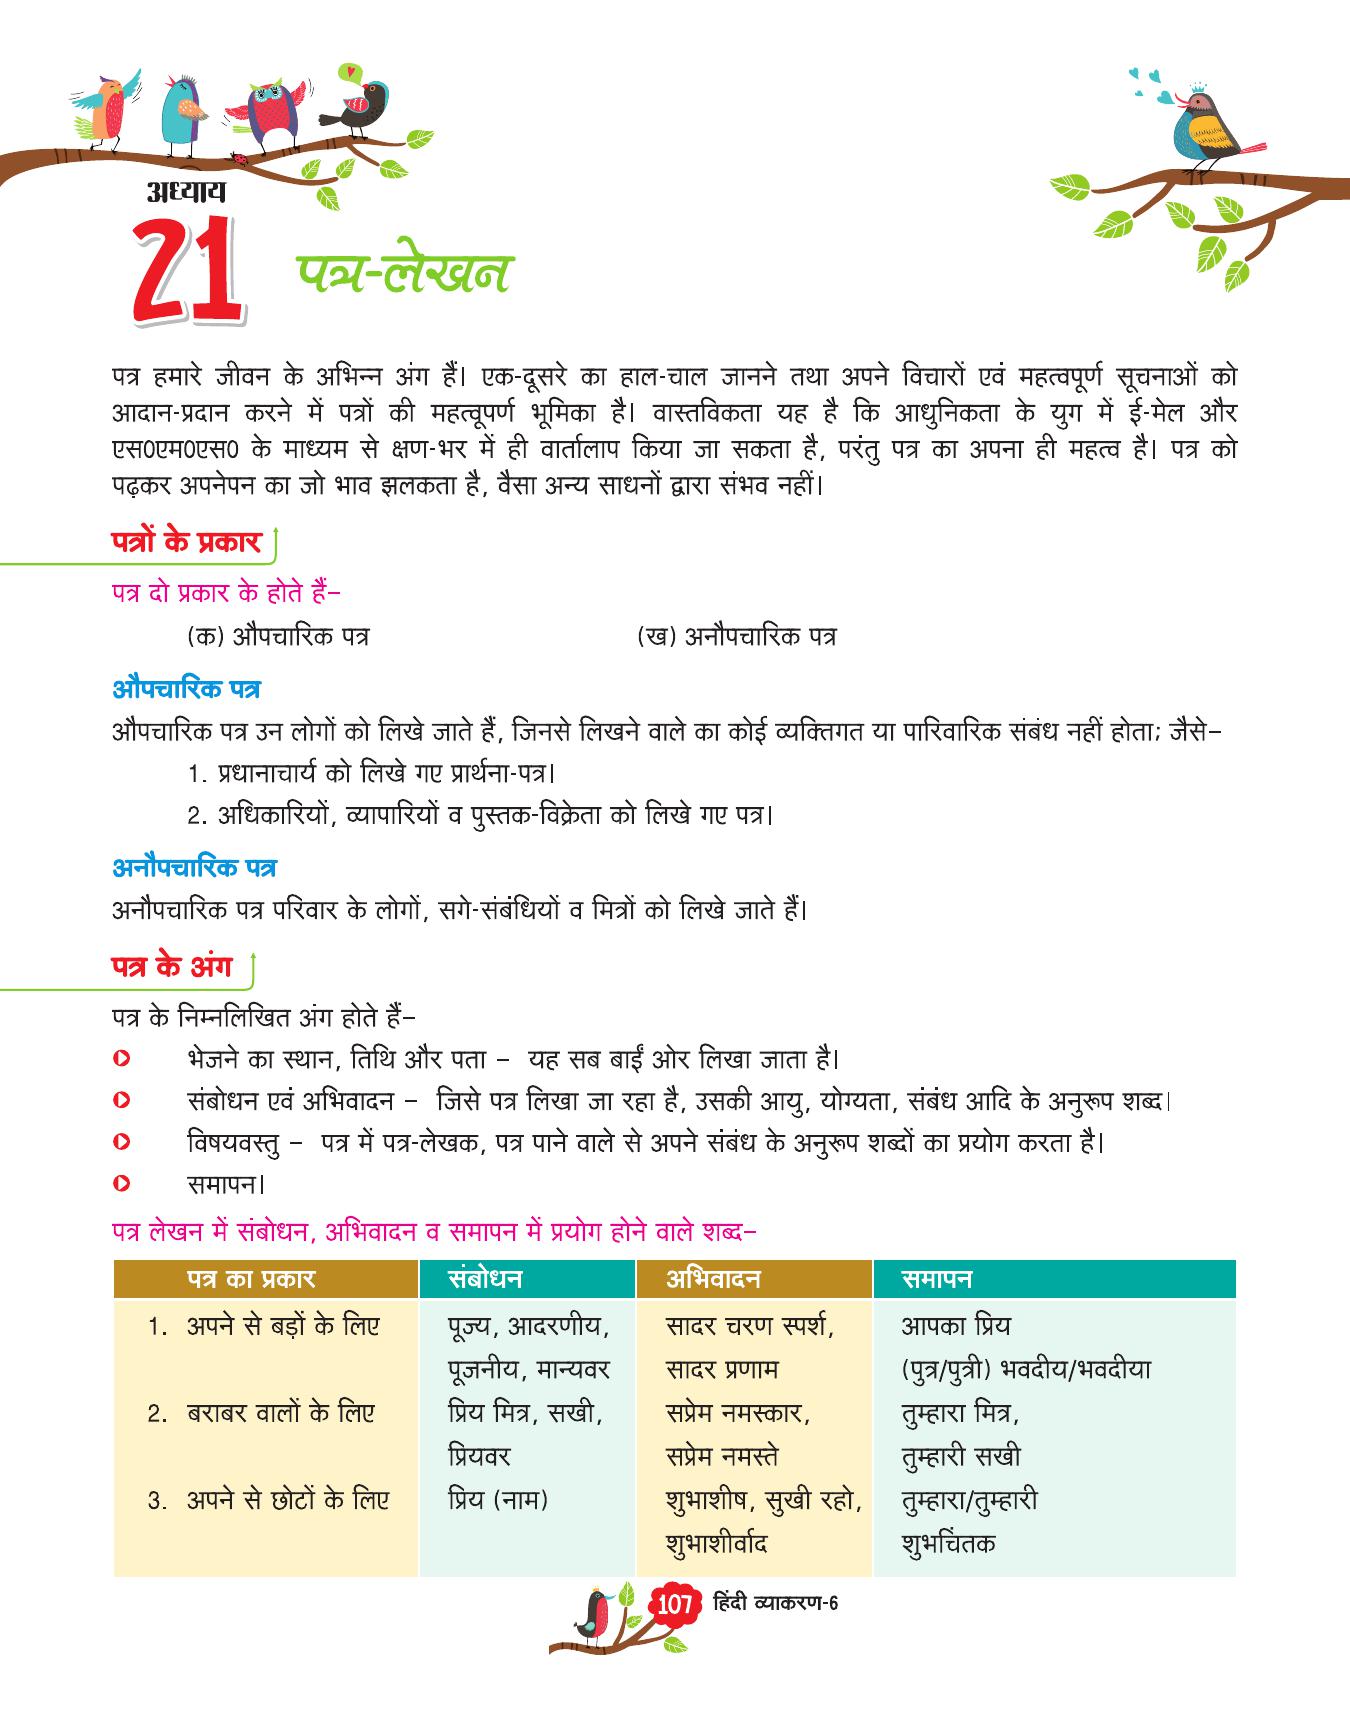 अध्याय
21
पत्र-लेखन
पत्र हमारे जीवन के अभिन्न अंग हैं। एक-दूसरे का हाल-चाल जानने तथा अपने विचारों एवं महत्वपूर्ण सूचनाओं को
आदान-प्रदान करने में पत्रों की महत्वूपर्ण भूमिका है। वास्तविकता यह है कि आधुनिकता के युग में ई-मेल और
एस0एम0एस0 के माध्यम से क्षण-भर में ही वार्तालाप किया जा सकता है, परंतु पत्र का अपना ही महत्व है। पत्र को
पढ़कर अपनेपन का जो भाव झलकता है, वैसा अन्य साधनों द्वारा संभव नहीं।
पत्रों के प्रकार
पत्र दो प्रकार के होते हैं–
(क) औपचारिक पत्र (ख) अनौपचारिक पत्र
औपचारिक पत्र
औपचारिक पत्र उन लोगों को लिखे जाते हैं, जिनसे लिखने वाले का कोई व्यक्तिगत या पारिवारिक संबंध नहीं होता; जैसे–
1. प्रधानाचार्य को लिखे गए प्रार्थना-पत्र।
2. अधिकारियों, व्यापारियों व पुस्तक-विक्रेता को लिखे गए पत्र।
अनौपचारिक पत्र
अनौपचारिक पत्र परिवार के लोगों, सगे-संबंधियों व मित्रों को लिखे जाते हैं।
पत्र के अंग
पत्र के निम्नलिखित अंग होते हैं–
भेजने का स्थान, तिथि और पता – यह सब बाईं ओर लिखा जाता है।
संबोधन एवं अभिवादन – जिसे पत्र लिखा जा रहा है, उसकी आयु, योग्यता, संबंध आदि के अनुरूप शब्द।
विषयवस्तु – पत्र में पत्र-लेखक, पत्र पाने वाले से अपने संबंध के अनुरूप शब्दों का प्रयोग करता है।
समापन।
पत्र लेखन में संबोधन, अभिवादन व समापन में प्रयोग होने वाले शब्द–
पत्र का प्रकार संबोधन अभिवादन समापन
1. अपने से बड़ों के लिए पूज्य, आदरणीय, सादर चरण स्पर्श, आपका प्रिय
पूजनीय, मान्यवर सादर प्रणाम (पुत्र/पुत्री) भवदीय/भवदीया
2. बराबर वालों के लिए प्रिय मित्र, सखी, सप्रेम नमस्कार, तुम्हारा मित्र,
प्रियवर सप्रेम नमस्ते तुम्हारी सखी
3. अपने से छोटों के लिए प्रिय (नाम) शुभाशीष, सुखी रहो, तुम्हारा/तुम्हारी
शुभाशीर्वाद शुभचिंतक
107 हिंदी व्याकरण-6